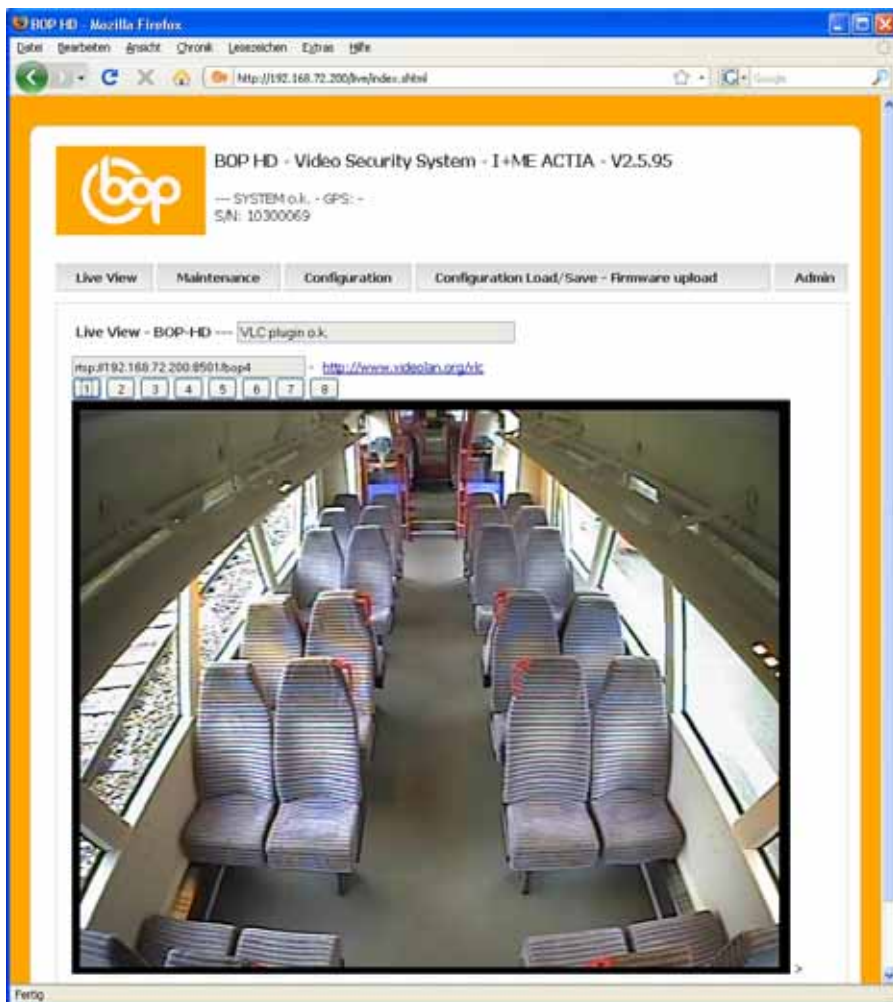 BOP HD - Mozilla Firefox
Datei Bearbeiten Ansicht Chronik Lesezeichen Extras Hilfe
http://192.168.72.200/live/index.shtml
G Google
bop
BOP HD - Video Security System - I+ME ACTIA - V2.5.95
--- SYSTEM o.k. - GPS: -
S/N: 10300069
Live View Maintenance Configuration Configuration Load/Save - Firmware upload Admin
Live View - BOP-HD --- VLC plugin o.k.
rtsp://192.168.72.200:8501/bop4 - http://www.videolan.org/vlc
1 2 3 4 5 6 7 8
>
Fertig